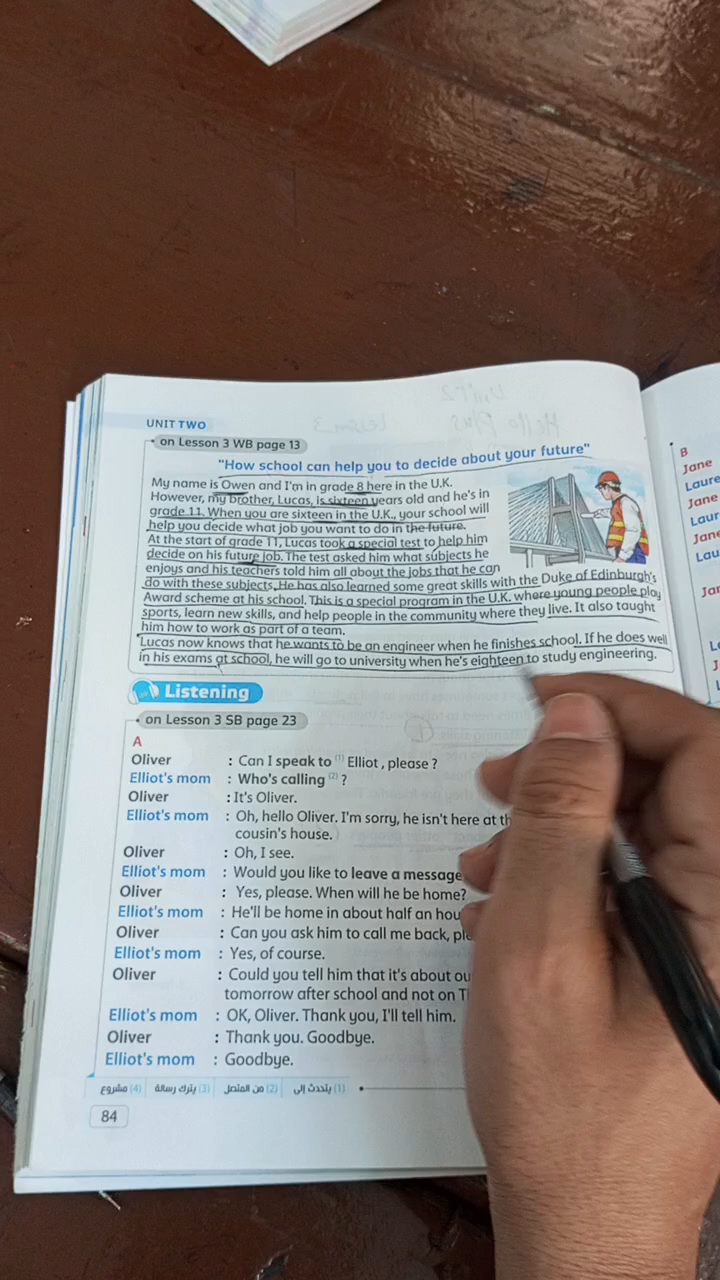 UNIT TWO
on Lesson 3 WB page 13
"How school can help you to decide about your future"
My name is Owen and I'm in grade 8 here in the U.K.
However, my brother, Lucas, is sixteen years old and he's in
grade 11. When you are sixteen in the U.K., your school will
help you decide what job you want to do in the future.
At the start of grade 11, Lucas took a special test to help him
decide on his future job. The test asked him what subjects he
enjoys and his teachers told him all about the jobs that he can
do with these subjects. He has also learned some great skills with the Duke of Edinburgh's
Award scheme at his school. This is a special program in the U.K. where young people play
sports, learn new skills, and help people in the community where they live. It also taught
him how to work as part of a team.
Lucas now knows that he wants to be an engineer when he finishes school. If he does well
in his exams at school, he will go to university when he's eighteen to study engineering.
Listening
on Lesson 3 SB page 23
A
Oliver : Can I speak to (1) Elliot , please ?
Elliot's mom : Who's calling (2) ?
Oliver : It's Oliver.
Elliot's mom : Oh, hello Oliver. I'm sorry, he isn't here at
cousin's house.
Oliver : Oh, I see.
Elliot's mom : Would you like to leave a message
Oliver : Yes, please. When will he be home?
Elliot's mom : He'll be home in about half an
Oliver : Can you ask him to call me back,
Elliot's mom : Yes, of course.
Oliver : Could you tell him that it's about
tomorrow after school and not on
Elliot's mom : OK, Oliver. Thank you, I'll tell him.
Oliver : Thank you. Goodbye.
Elliot's mom : Goodbye.
(1) يتحدث إلى (2) من المتصل (3) يترك رسالة (4) مشروع
84
B
Jane
Laure
Jane
Laur
Jane
Lau
Jar